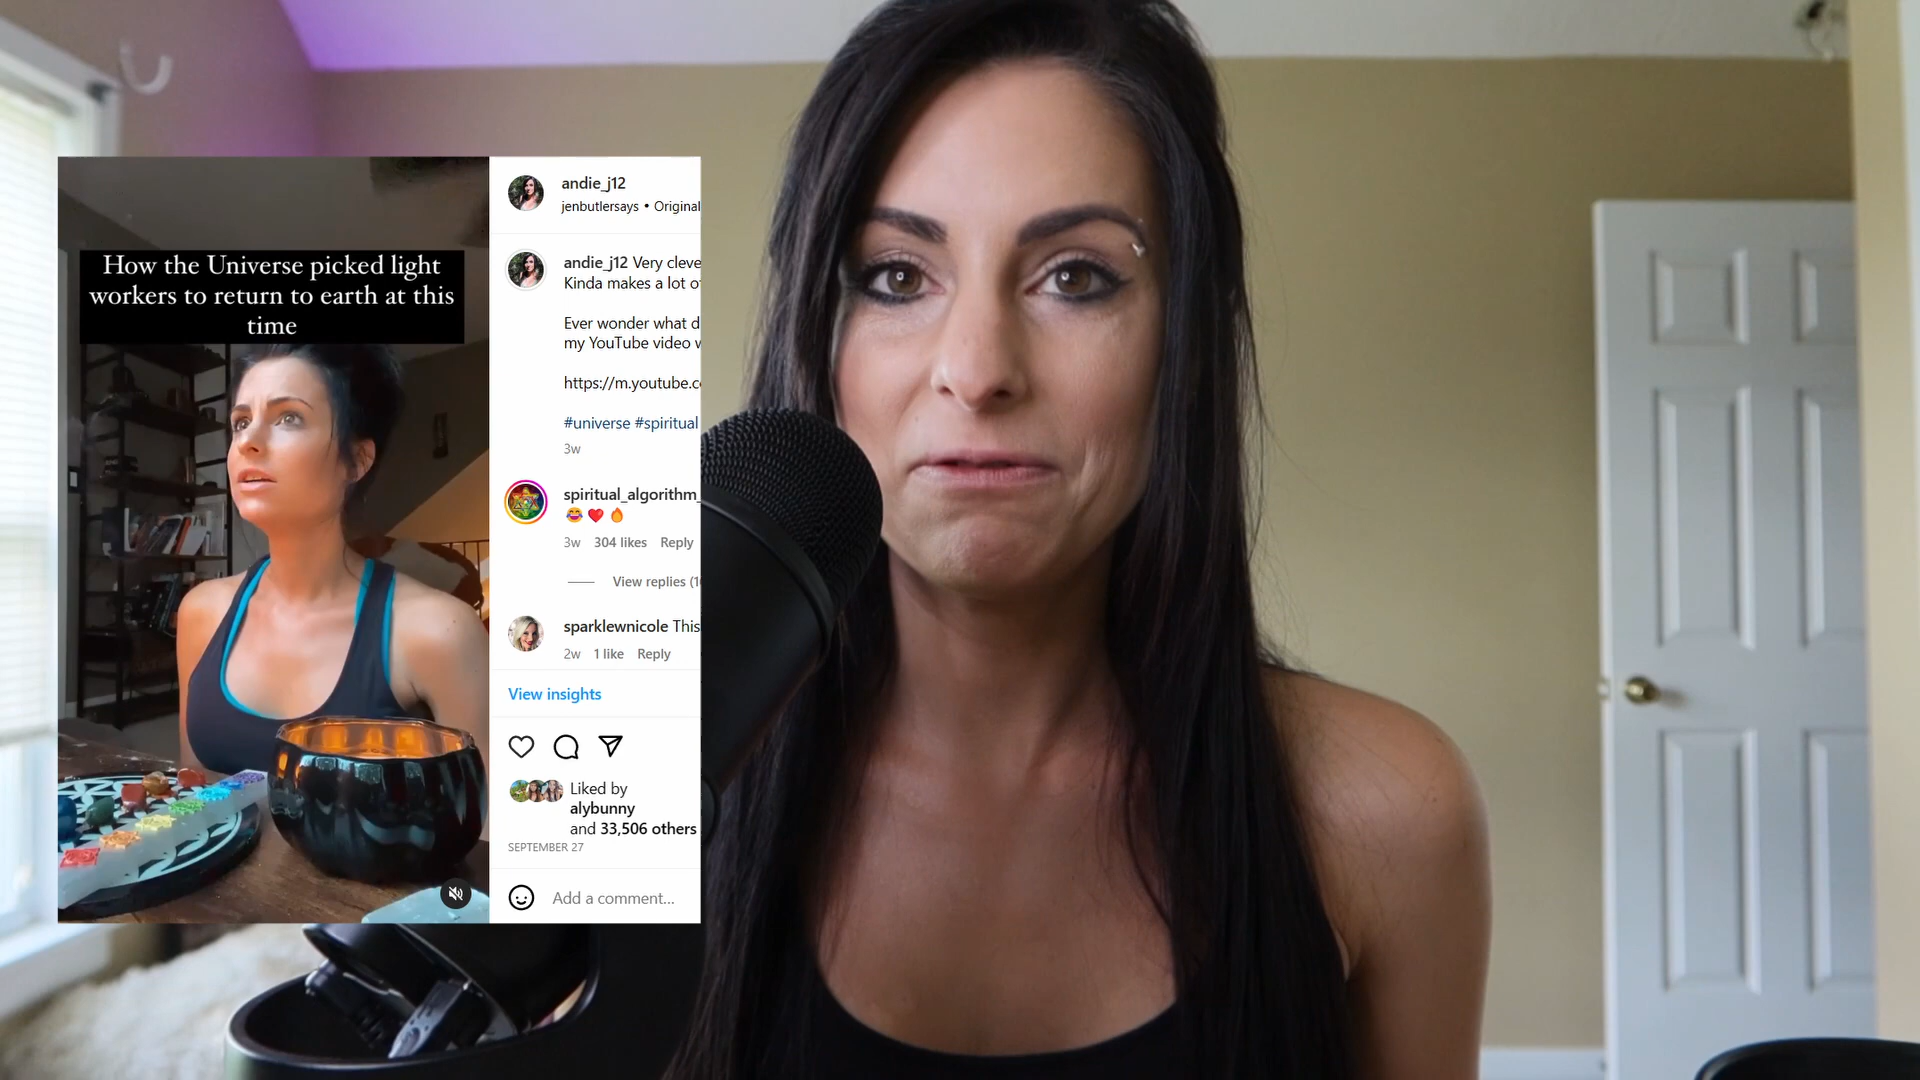 How the Universe picked light
workers to return to earth at this
time
andie_j12
jenbutlersays • Original
andie_j12 Very cleve
Kinda makes a lot
Ever wonder what d
my YouTube video
https://m.youtube.c
#universe #spiritual
3w
spiritual_algorithm_
😂❤️🔥
3w 304 likes Reply
View replies (1
sparklewnicole This
2w 1 like Reply
View insights
Liked by
alybunny
and 33,506 others
SEPTEMBER 27
Add a comment...